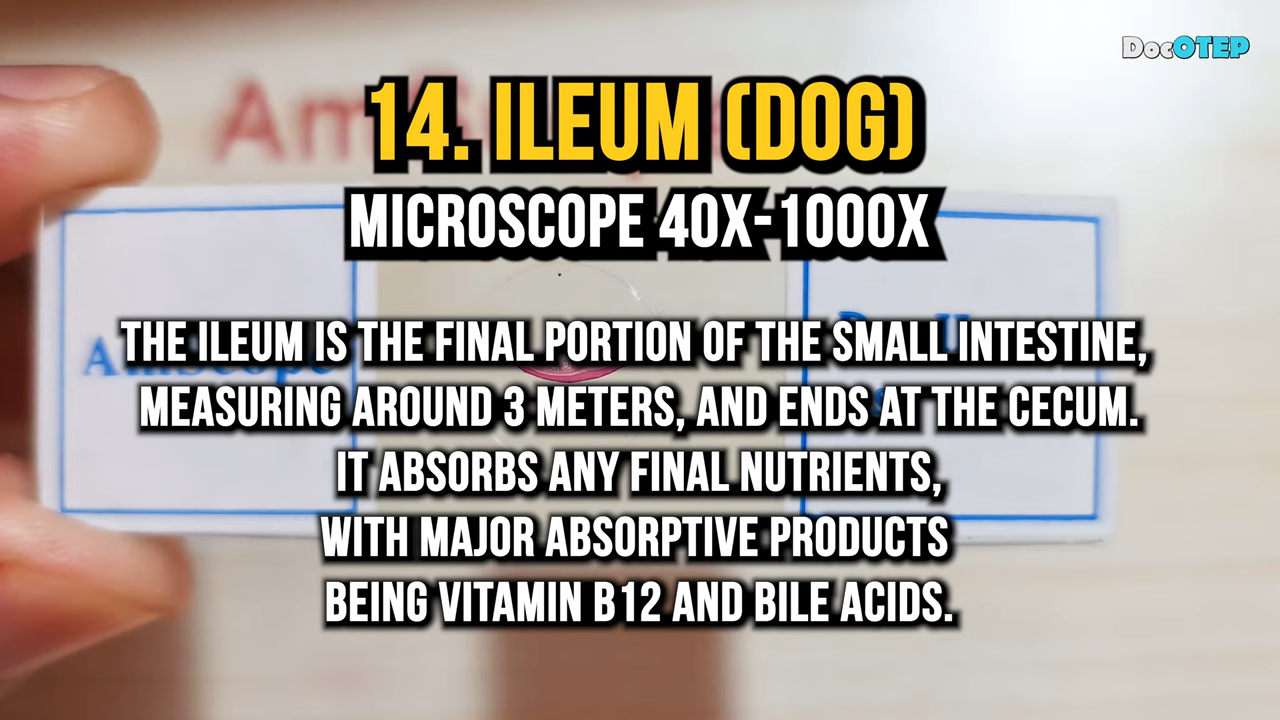 DocOTEP
14. ILEUM (DOG)
MICROSCOPE 40X-1000X
THE ILEUM IS THE FINAL PORTION OF THE SMALL INTESTINE,
MEASURING AROUND 3 METERS, AND ENDS AT THE CECUM.
IT ABSORBS ANY FINAL NUTRIENTS,
WITH MAJOR ABSORPTIVE PRODUCTS
BEING VITAMIN B12 AND BILE ACIDS.
AmScope